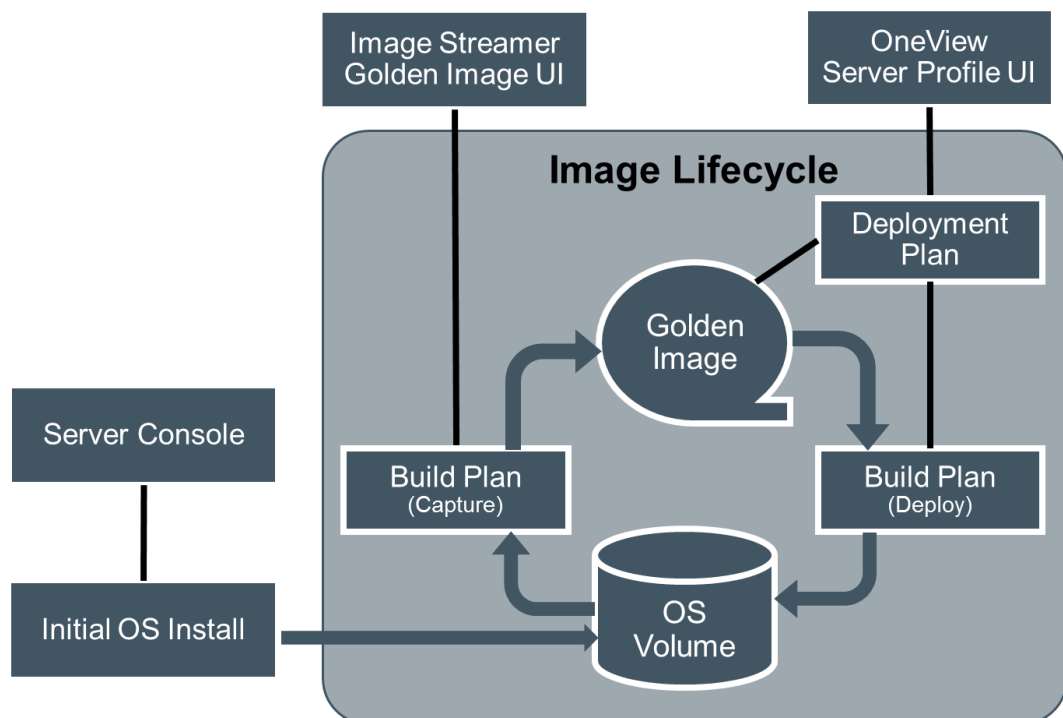 Image Streamer
Golden Image UI
OneView
Server Profile UI
Image Lifecycle
Deployment
Plan
Golden
Image
Server Console
Build Plan
(Capture)
Build Plan
(Deploy)
Initial OS Install
OS
Volume